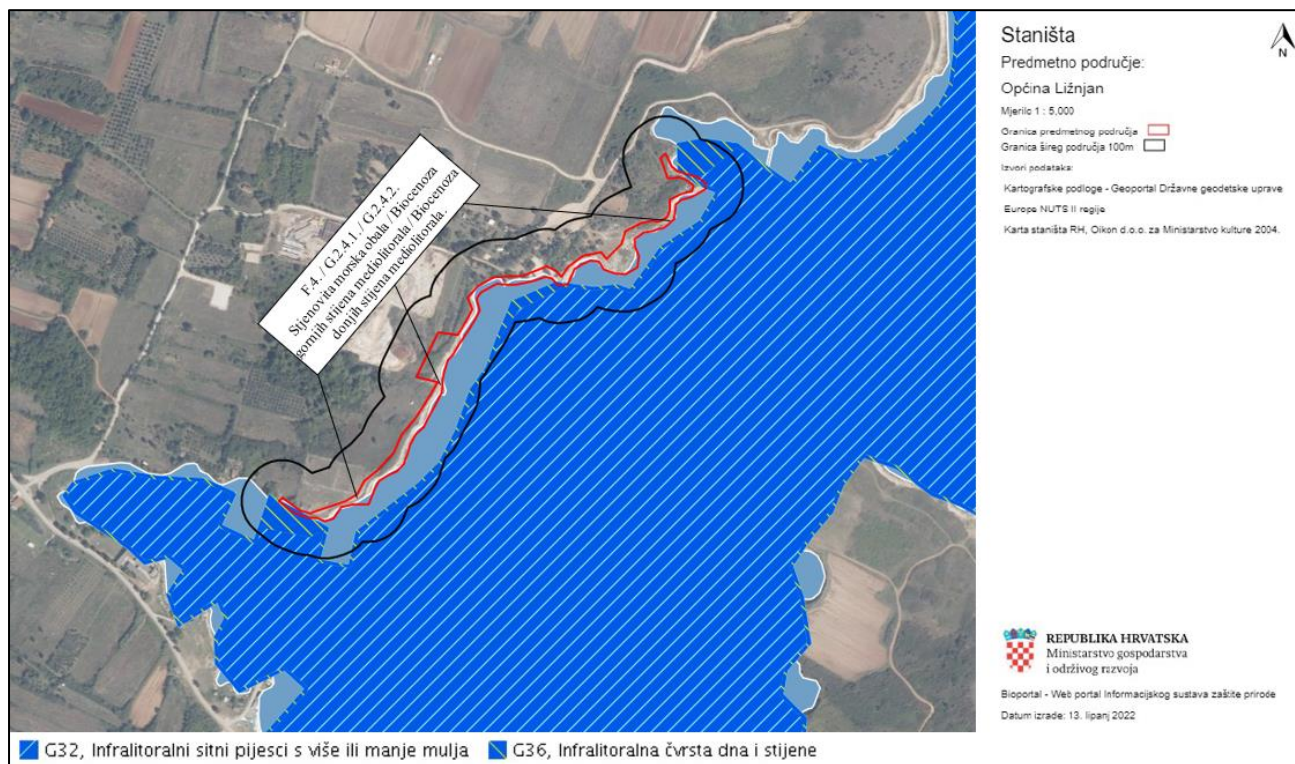 F.4. / G.2.4.1. / G.2.4.2.
Stjenovita morska obala / Biocenoza
gornjih stijena mediolitorala / Biocenoza
donjih stijena mediolitorala.
Staništa
Predmetno područje:
Općina Ližnjan
Mjerilo 1 : 5,000
Granica predmetnog područja
Granica šireg područja 100m
Izvori podataka:
Kartografske podloge - Geoportal Državne geodetske uprave
Europe NUTS II regije
Karta staništa RH, Oikon d.o.o. za Ministarstvo kulture 2004.
N
REPUBLIKA HRVATSKA
Ministarstvo gospodarstva
i održivog razvoja
Bioportal - Web portal Informacijskog sustava zaštite prirode
Datum izrade: 13. lipanj 2022
G32, Infralitoralni sitni pijesci s više ili manje mulja
G36, Infralitoralna čvrsta dna i stijene